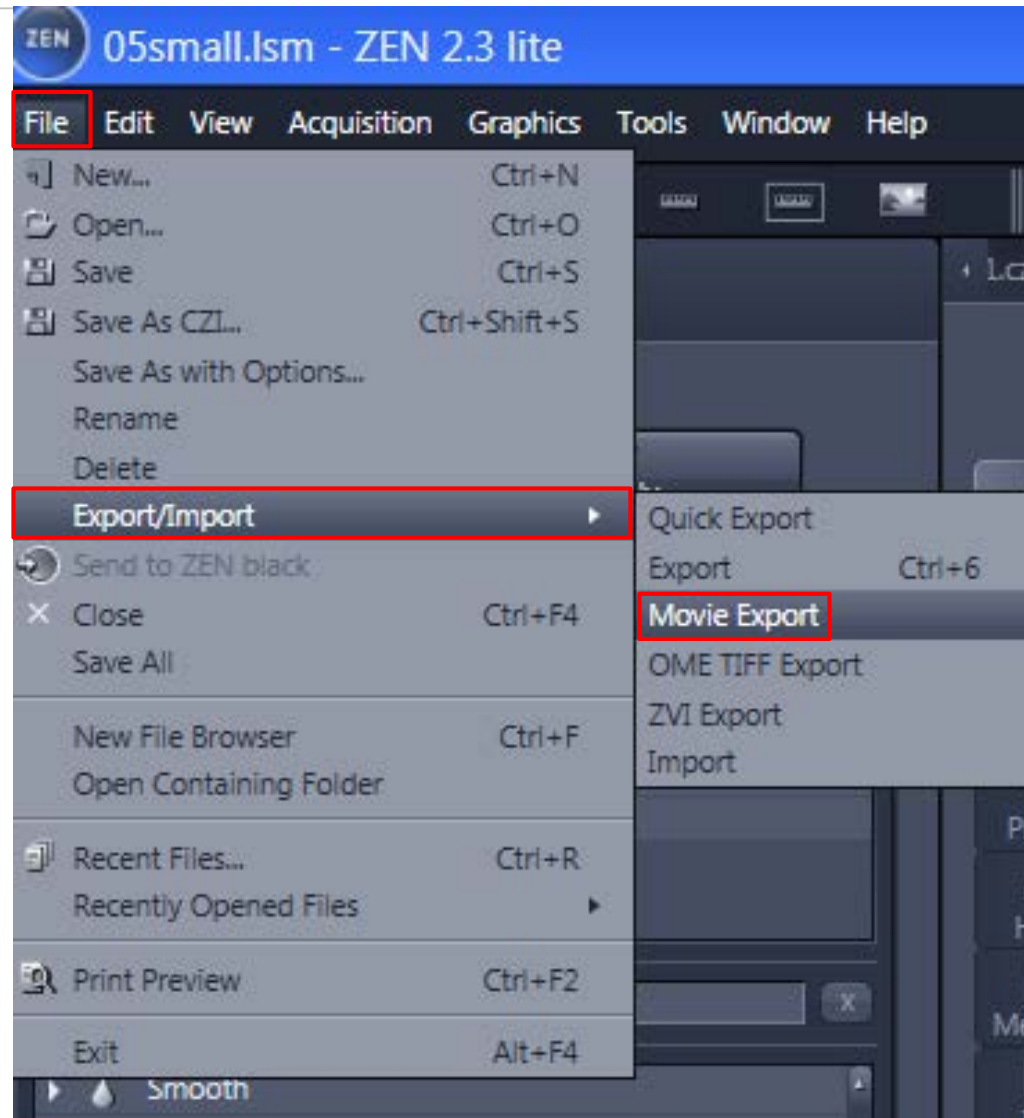 ZEN 05small.lsm - ZEN 2.3 lite
File Edit View Acquisition Graphics Tools Window Help
New... Ctrl+N
Open... Ctrl+O
Save Ctrl+S
Save As CZI... Ctrl+Shift+S
Save As with Options...
Rename
Delete
Export/Import
Quick Export
Send to ZEN black
Export Ctrl+6
Close Ctrl+F4
Movie Export
Save All
OME TIFF Export
ZVI Export
New File Browser Ctrl+F
Import
Open Containing Folder
Recent Files... Ctrl+R
Recently Opened Files
Print Preview Ctrl+F2
x
Exit Alt+F4
Smooth